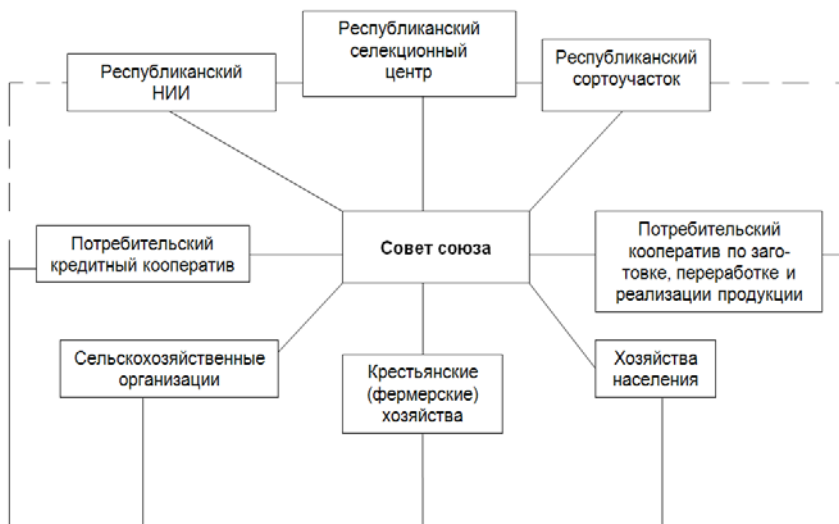 Республиканский
НИИ
Республиканский
селекционный
центр
Республиканский
сортоучасток
Потребительский
кредитный кооператив
Совет союза
Потребительский
кооператив по заго-
товке, переработке и
реализации продукции
Сельскохозяйственные
организации
Крестьянские
(фермерские)
хозяйства
Хозяйства
населения